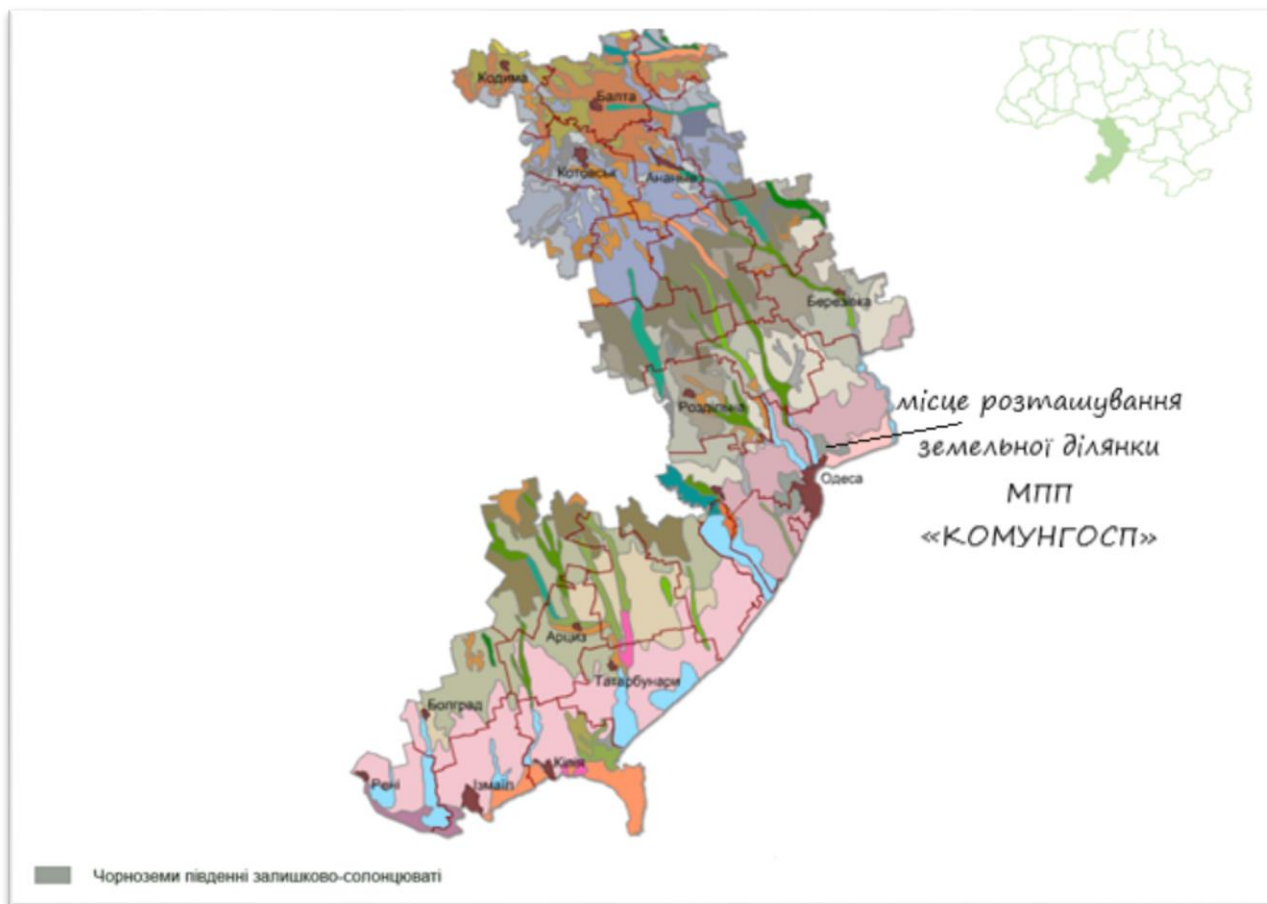 Кодима
Балта
Котовськ
Ананьїв
Березівка
Роздільна
місце розташування
земельної ділянки
МПП
«КОМУНГОСП»
Одеса
Арциз
Татарбунари
Болград
Кілія
Рені
Ізмаїл
Чорноземи південні залишково-солонцюваті